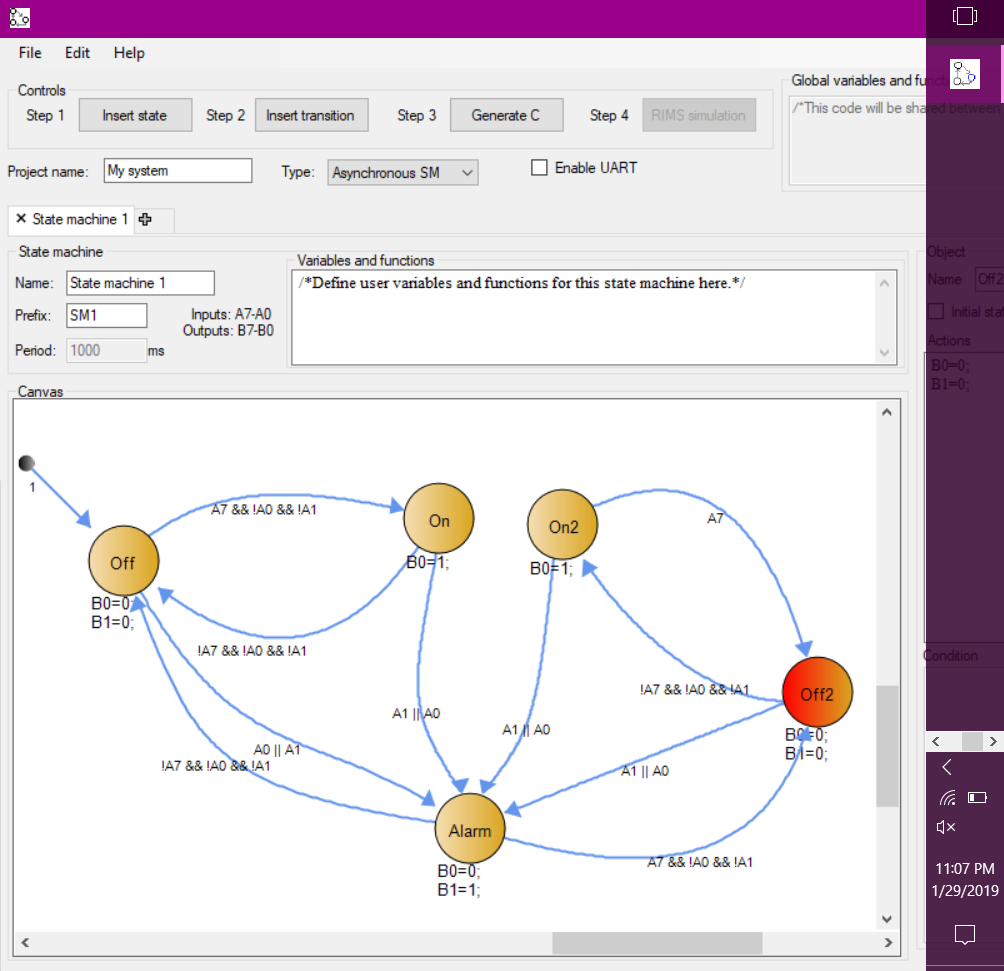 File Edit Help
Controls
Step 1 Insert state Step 2 Insert transition Step 3 Generate C Step 4 RIMS simulation
Global variables and func
/*This code will be shared between
Project name: My system Type: Asynchronous SM Enable UART
State machine 1
State machine
Name: State machine 1
Prefix: SM1
Inputs: A7-A0
Outputs: B7-B0
Period: 1000 ms
Variables and functions
/*Define user variables and functions for this state machine here.*/
Object
Name Off2
Initial sta
Actions
B0=0;
B1=0;
Condition
Canvas
1
A7 && !A0 && !A1
Off
B0=0;
B1=0;
On
B0=1;
On2
B0=1;
A7
!A7 && !A0 && !A1
!A7 && !A0 && !A1
Off2
B0=0;
B1=0;
A1 || A0
A1 || A0
A0 || A1
!A7 && !A0 && !A1
A1 || A0
Alarm
B0=0;
B1=1;
A7 && !A0 && !A1
11:07 PM
1/29/2019